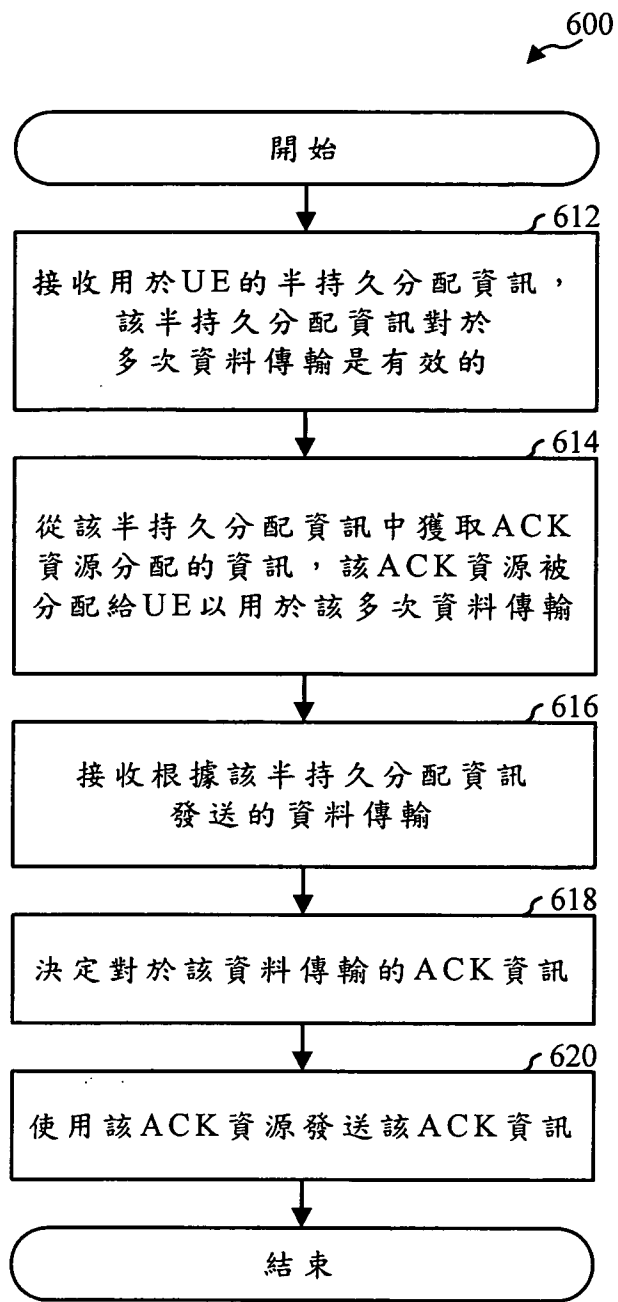 600
開始
612
接收用於UE的半持久分配資訊，
該半持久分配資訊對於
多次資料傳輸是有效的
614
從該半持久分配資訊中獲取ACK
資源分配的資訊，該ACK資源被
分配給UE以用於該多次資料傳輸
616
接收根據該半持久分配資訊
發送的資料傳輸
618
決定對於該資料傳輸的ACK資訊
620
使用該ACK資源發送該ACK資訊
結束